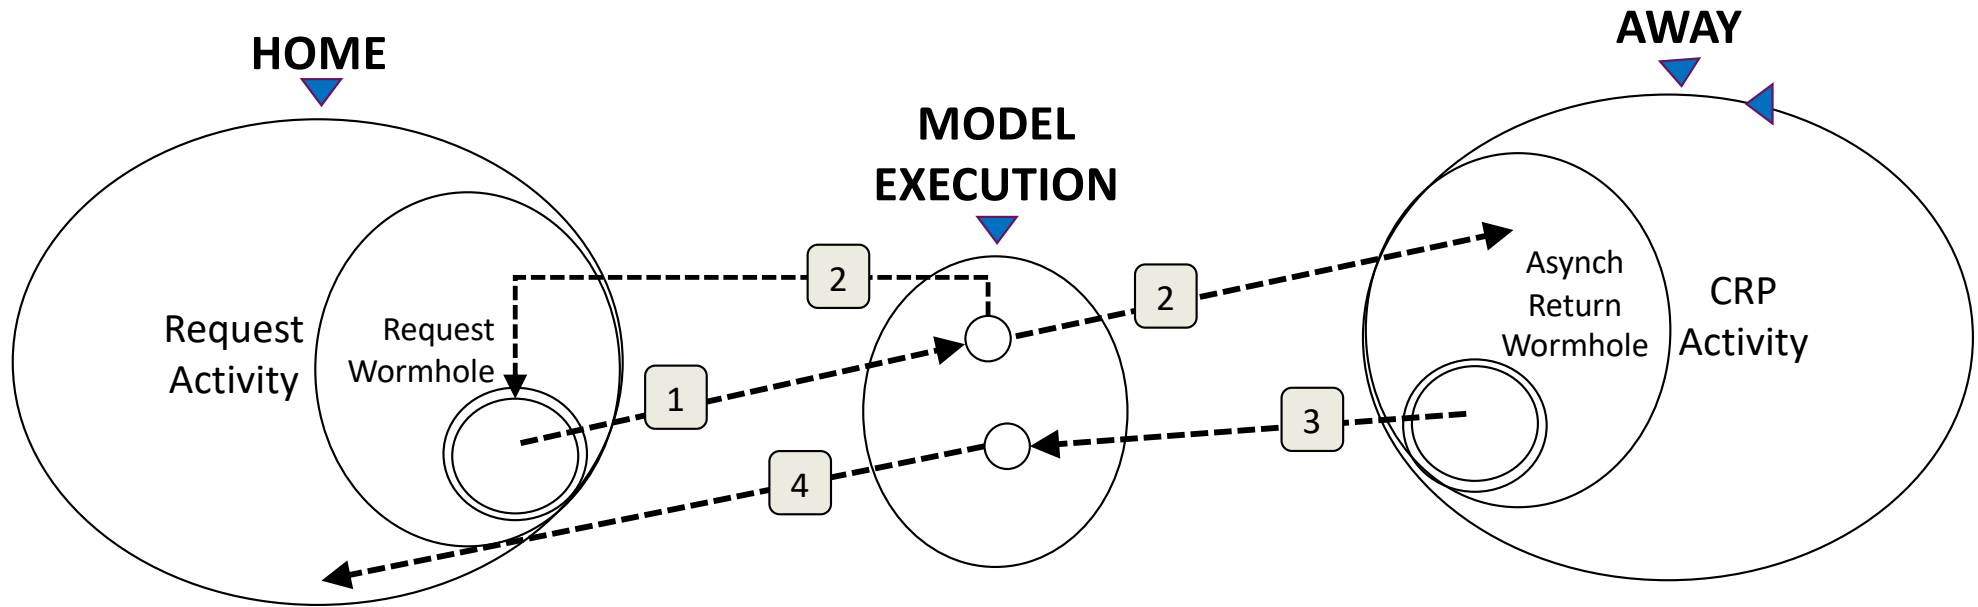 HOME
AWAY
MODEL
EXECUTION
Request
Activity
Request
Wormhole
2
1
4
2
3
Asynch
Return
Wormhole
CRP
Activity